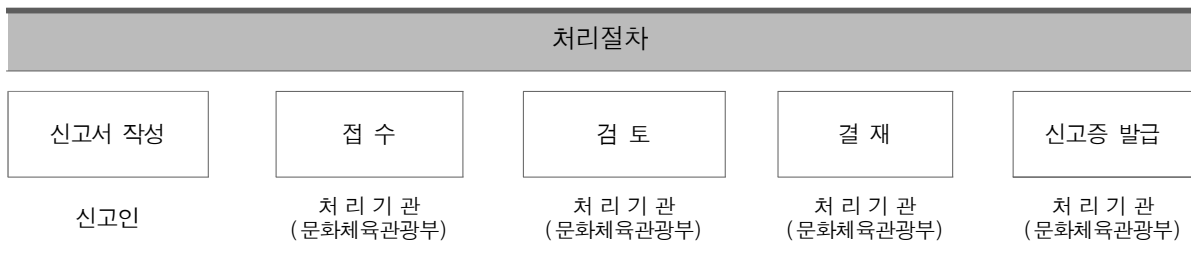 처리절차
신고서 작성
접 수
검 토
결 재
신고증 발급
신고인
처 리 기 관
(문화체육관광부)
처 리 기 관
(문화체육관광부)
처 리 기 관
(문화체육관광부)
처 리 기 관
(문화체육관광부)